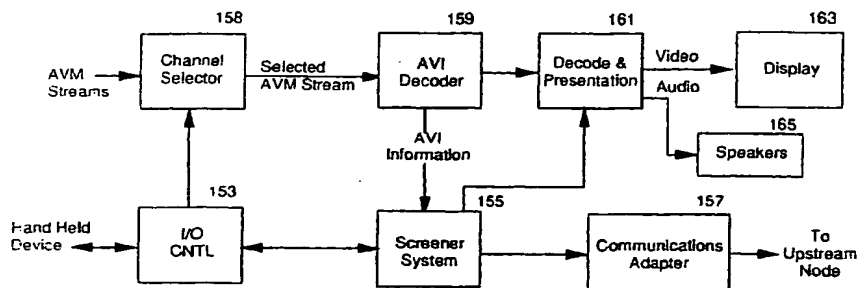 158
159
161
163
Channel
Selector
AVI
Decoder
Decode &
Presentation
Display
AVM
Streams
Selected
AVM Stream
Video
Audio
165
Speakers
AVI
Information
153
155
157
Hand Held
Device
I/O
CNTL
Screener
System
Communications
Adapter
To
Upstream
Node